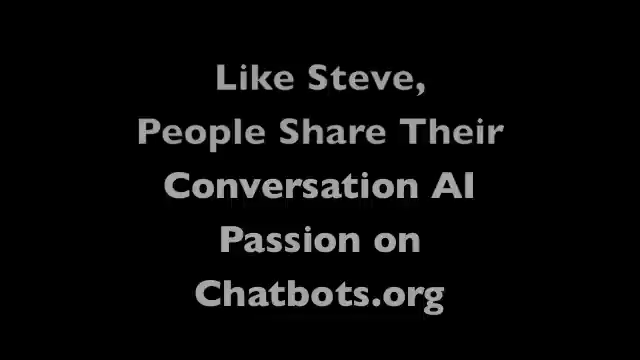 Like Steve,
People Share Their
Conversation AI
Passion on
Chatbots.org